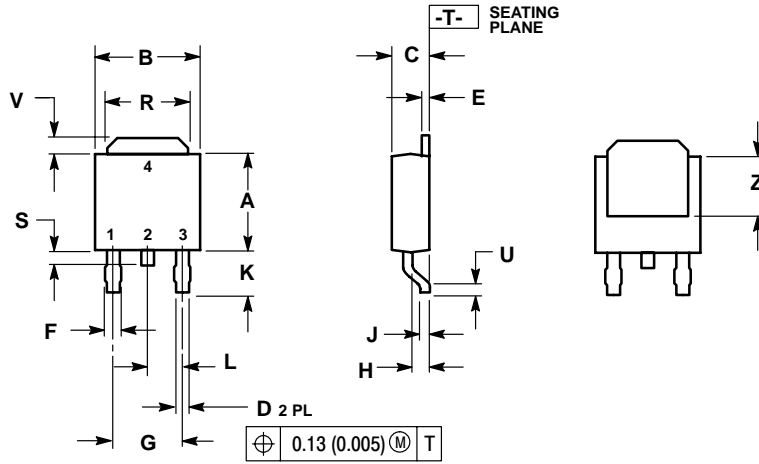 -T- SEATING
PLANE
B
C
V
R
E
4
A
Z
S
1 2 3
K
U
F
J
L
H
D 2 PL
G
⌖ 0.13 (0.005) Ⓜ T